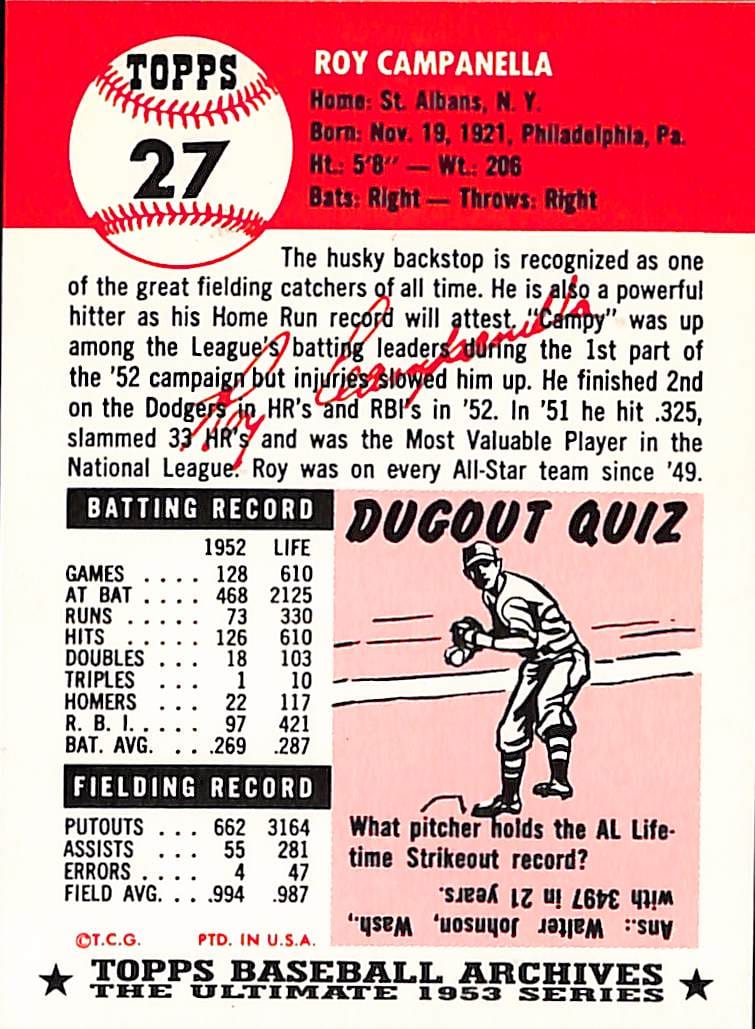 TOPPS
27
ROY CAMPANELLA
Home: St. Albans, N. Y.
Born: Nov. 19, 1921, Philadelphia, Pa.
Ht.: 5'8" — Wt.: 206
Bats: Right — Throws: Right
The husky backstop is recognized as one
of the great fielding catchers of all time. He is also a powerful
hitter as his Home Run record will attest. "Campy" was up
among the League's batting leaders during the 1st part of
the '52 campaign but injuries slowed him up. He finished 2nd
on the Dodgers in HR's and RBI's in '52. In '51 he hit .325,
slammed 33 HR's and was the Most Valuable Player in the
National League. Roy was on every All-Star team since '49.
Roy Campanella
BATTING RECORD
1952 LIFE
GAMES .... 128 610
AT BAT .... 468 2125
RUNS ..... 73 330
HITS ..... 126 610
DOUBLES ... 18 103
TRIPLES ... 1 10
HOMERS ... 22 117
R. B. I. .... 97 421
BAT. AVG. ... .269 .287
FIELDING RECORD
PUTOUTS ... 662 3164
ASSISTS ... 55 281
ERRORS .... 4 47
FIELD AVG. ... .994 .987
©T.C.G. PTD. IN U.S.A.
DUGOUT QUIZ
What pitcher holds the AL Life-
time Strikeout record?
Ans.: Walter Johnson, Wash.,
with 3497 in 21 years.
TOPPS BASEBALL ARCHIVES
THE ULTIMATE 1953 SERIES